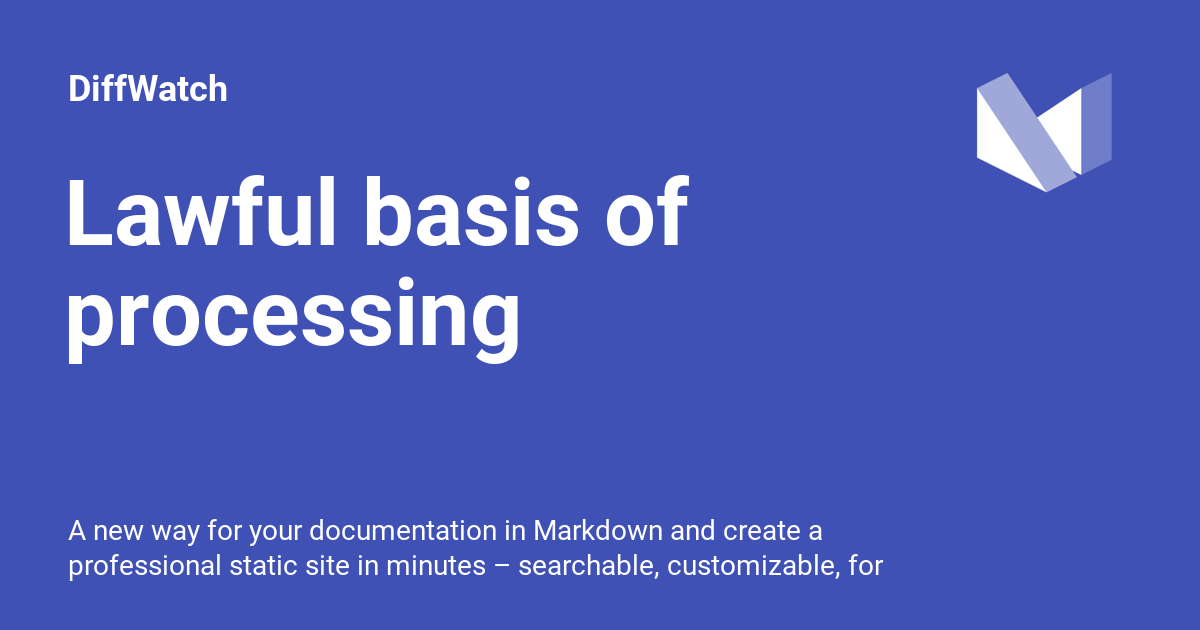 DiffWatch
Lawful basis of
processing
A new way for your documentation in Markdown and create a
professional static site in minutes – searchable, customizable, for